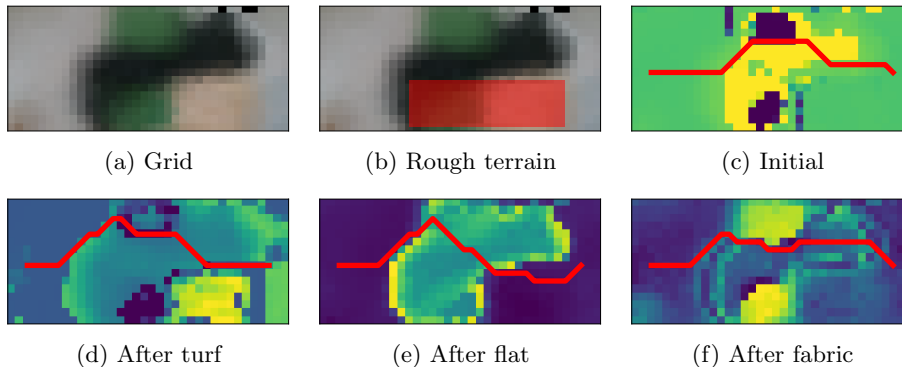 (a) Grid
(b) Rough terrain
(c) Initial
(d) After turf
(e) After flat
(f) After fabric